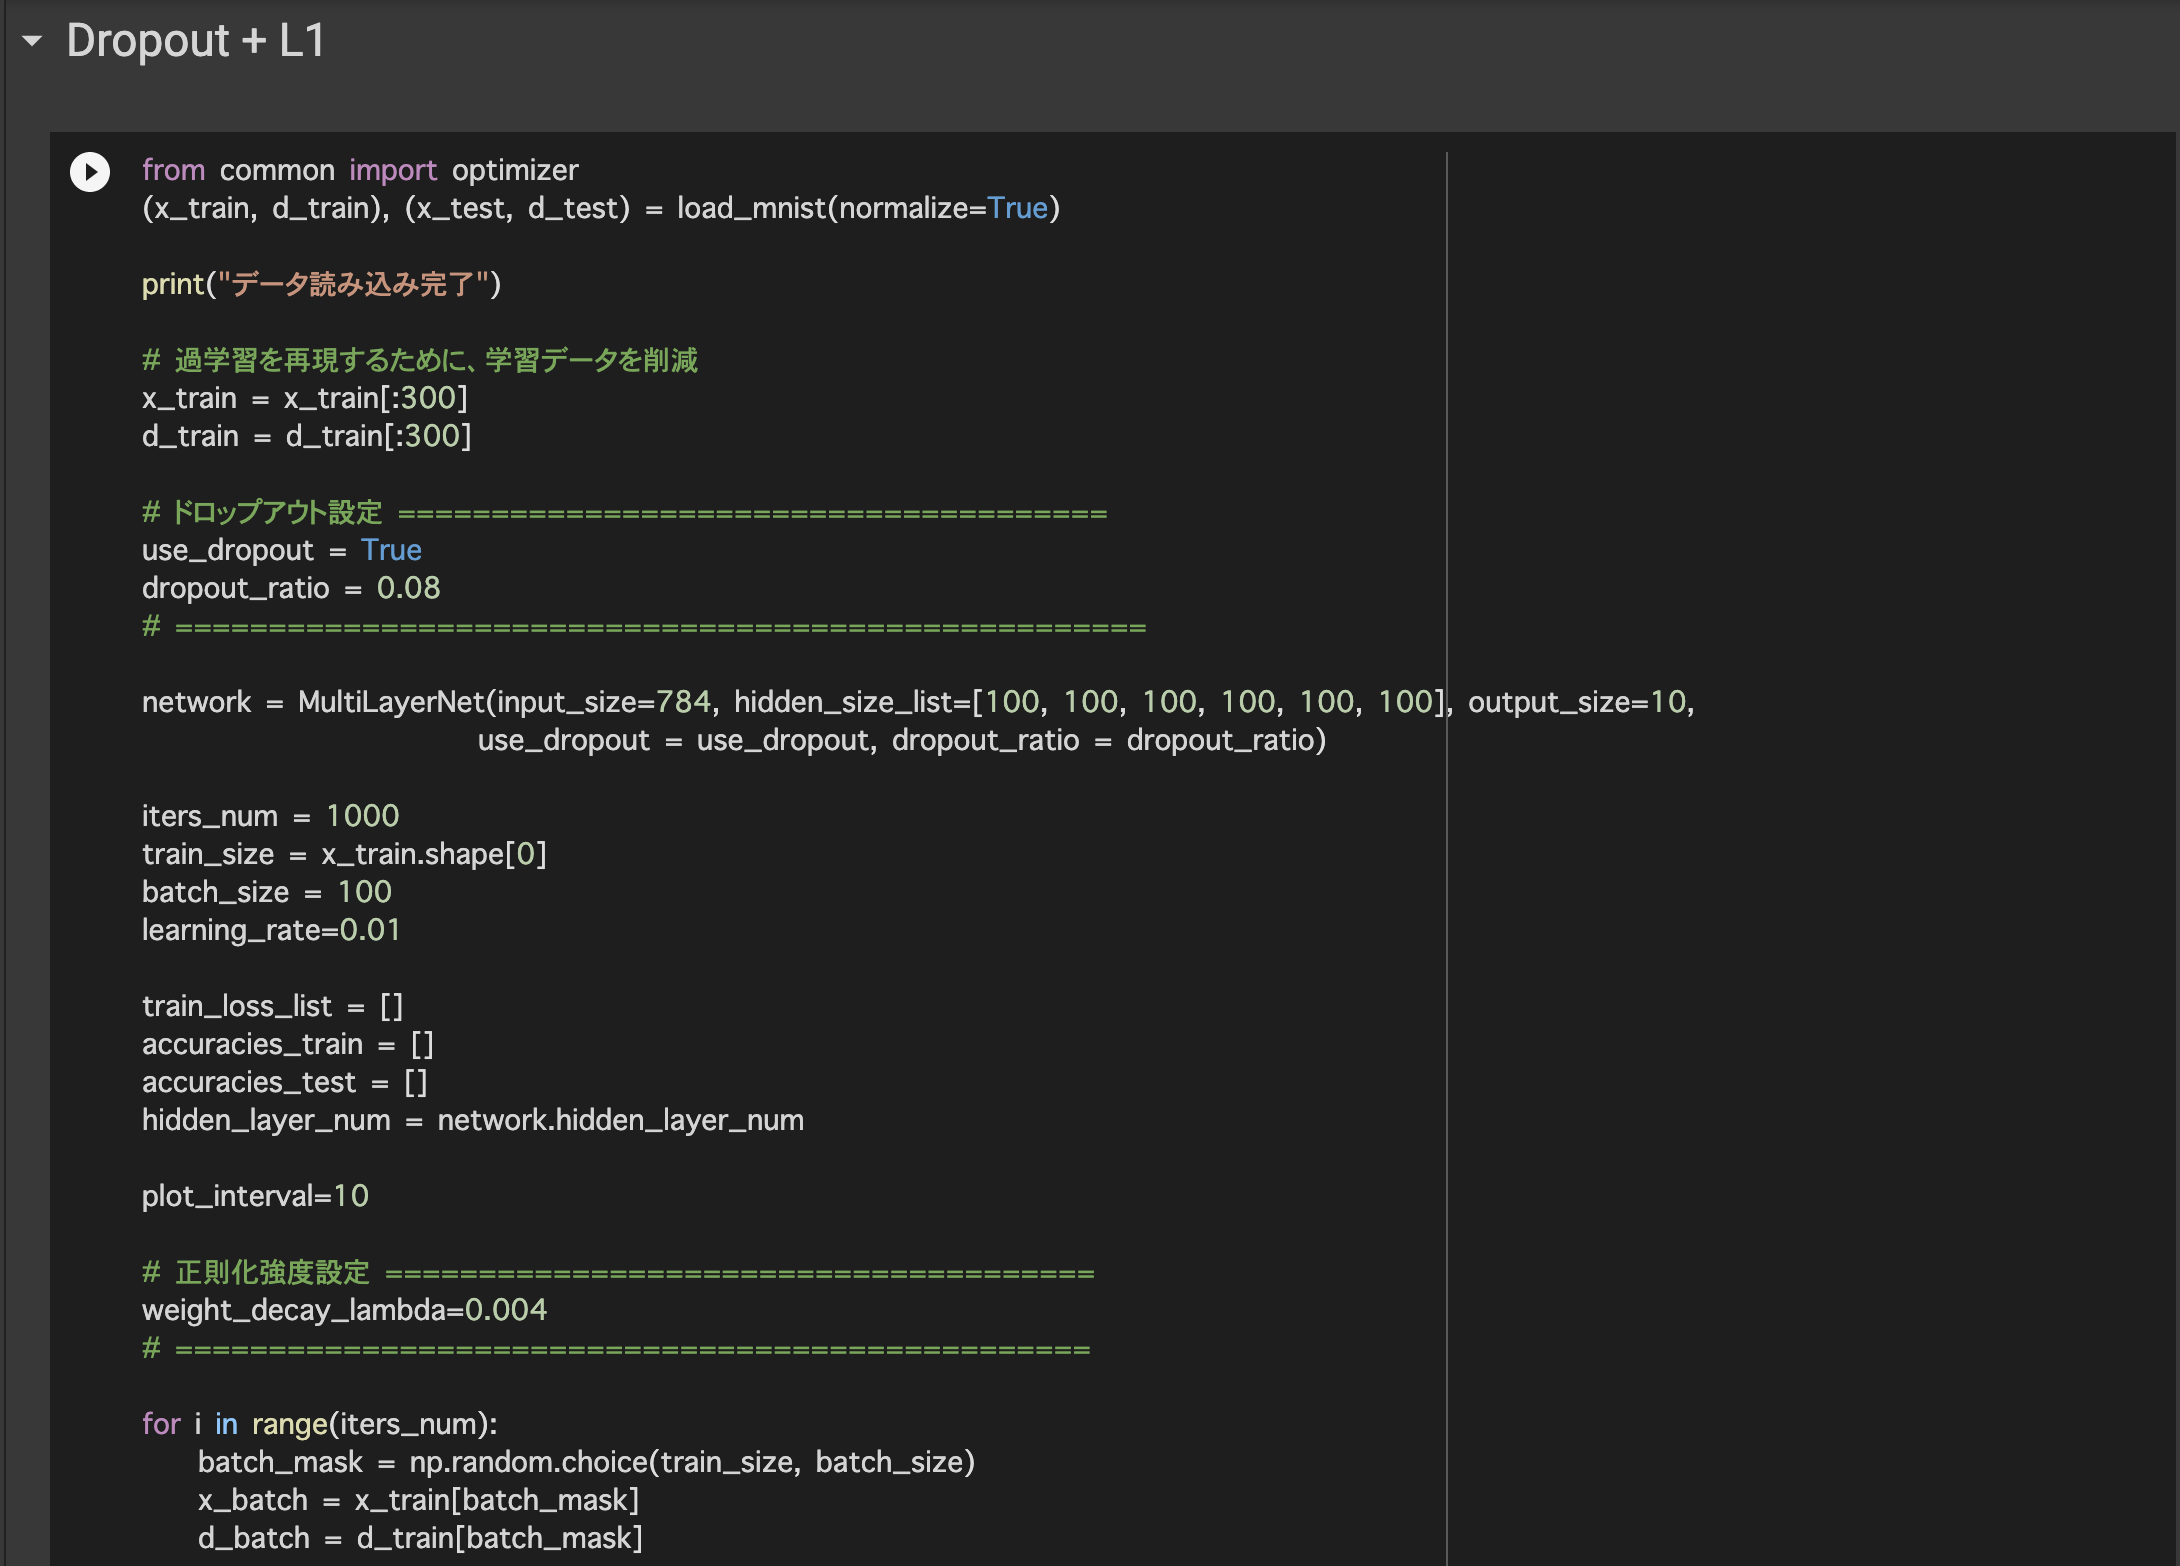 Dropout + L1
from common import optimizer
(x_train, d_train), (x_test, d_test) = load_mnist(normalize=True)
print("データ読み込み完了")
# 過学習を再現するために、学習データを削減
x_train = x_train[:300]
d_train = d_train[:300]
# ドロップアウト設定 ======================================
use_dropout = True
dropout_ratio = 0.08
# ====================================================
network = MultiLayerNet(input_size=784, hidden_size_list=[100, 100, 100, 100, 100, 100], output_size=10,
use_dropout = use_dropout, dropout_ratio = dropout_ratio)
iters_num = 1000
train_size = x_train.shape[0]
batch_size = 100
learning_rate=0.01
train_loss_list = []
accuracies_train = []
accuracies_test = []
hidden_layer_num = network.hidden_layer_num
plot_interval=10
# 正則化強度設定 ======================================
weight_decay_lambda=0.004
# =================================================
for i in range(iters_num):
batch_mask = np.random.choice(train_size, batch_size)
x_batch = x_train[batch_mask]
d_batch = d_train[batch_mask]